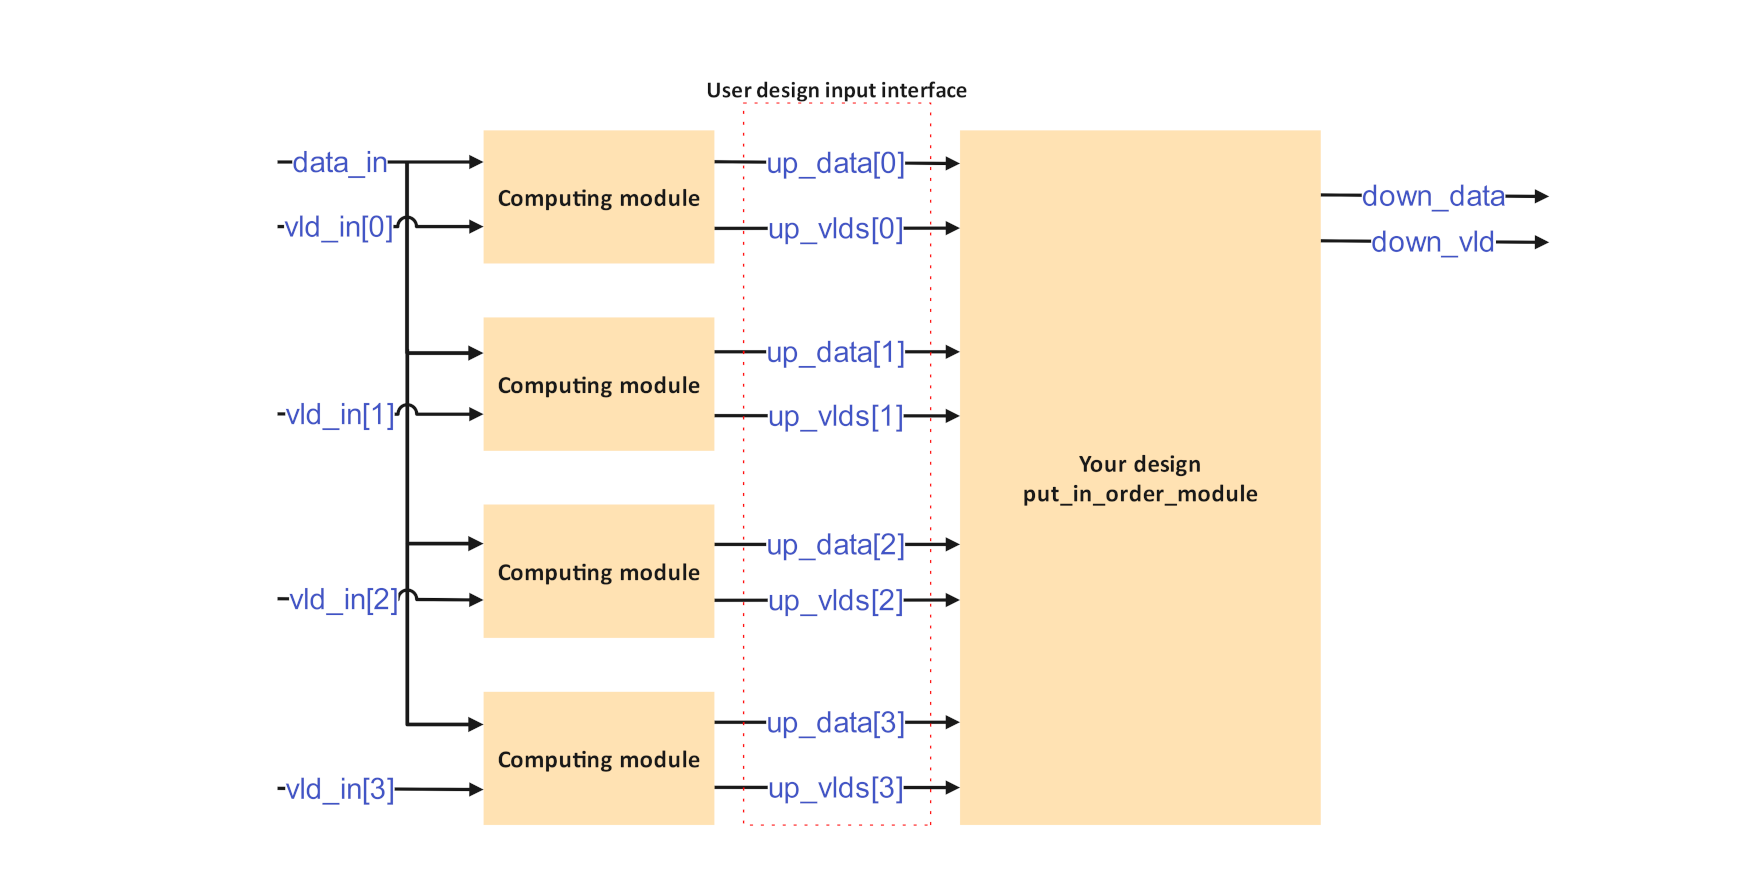 User design input interface
data_in
Computing module
up_data[0]
down_data
vld_in[0]
up_vlds[0]
down_vld
up_data[1]
Computing module
vld_in[1]
up_vlds[1]
Your design
put_in_order_module
up_data[2]
Computing module
vld_in[2]
up_vlds[2]
up_data[3]
Computing module
vld_in[3]
up_vlds[3]